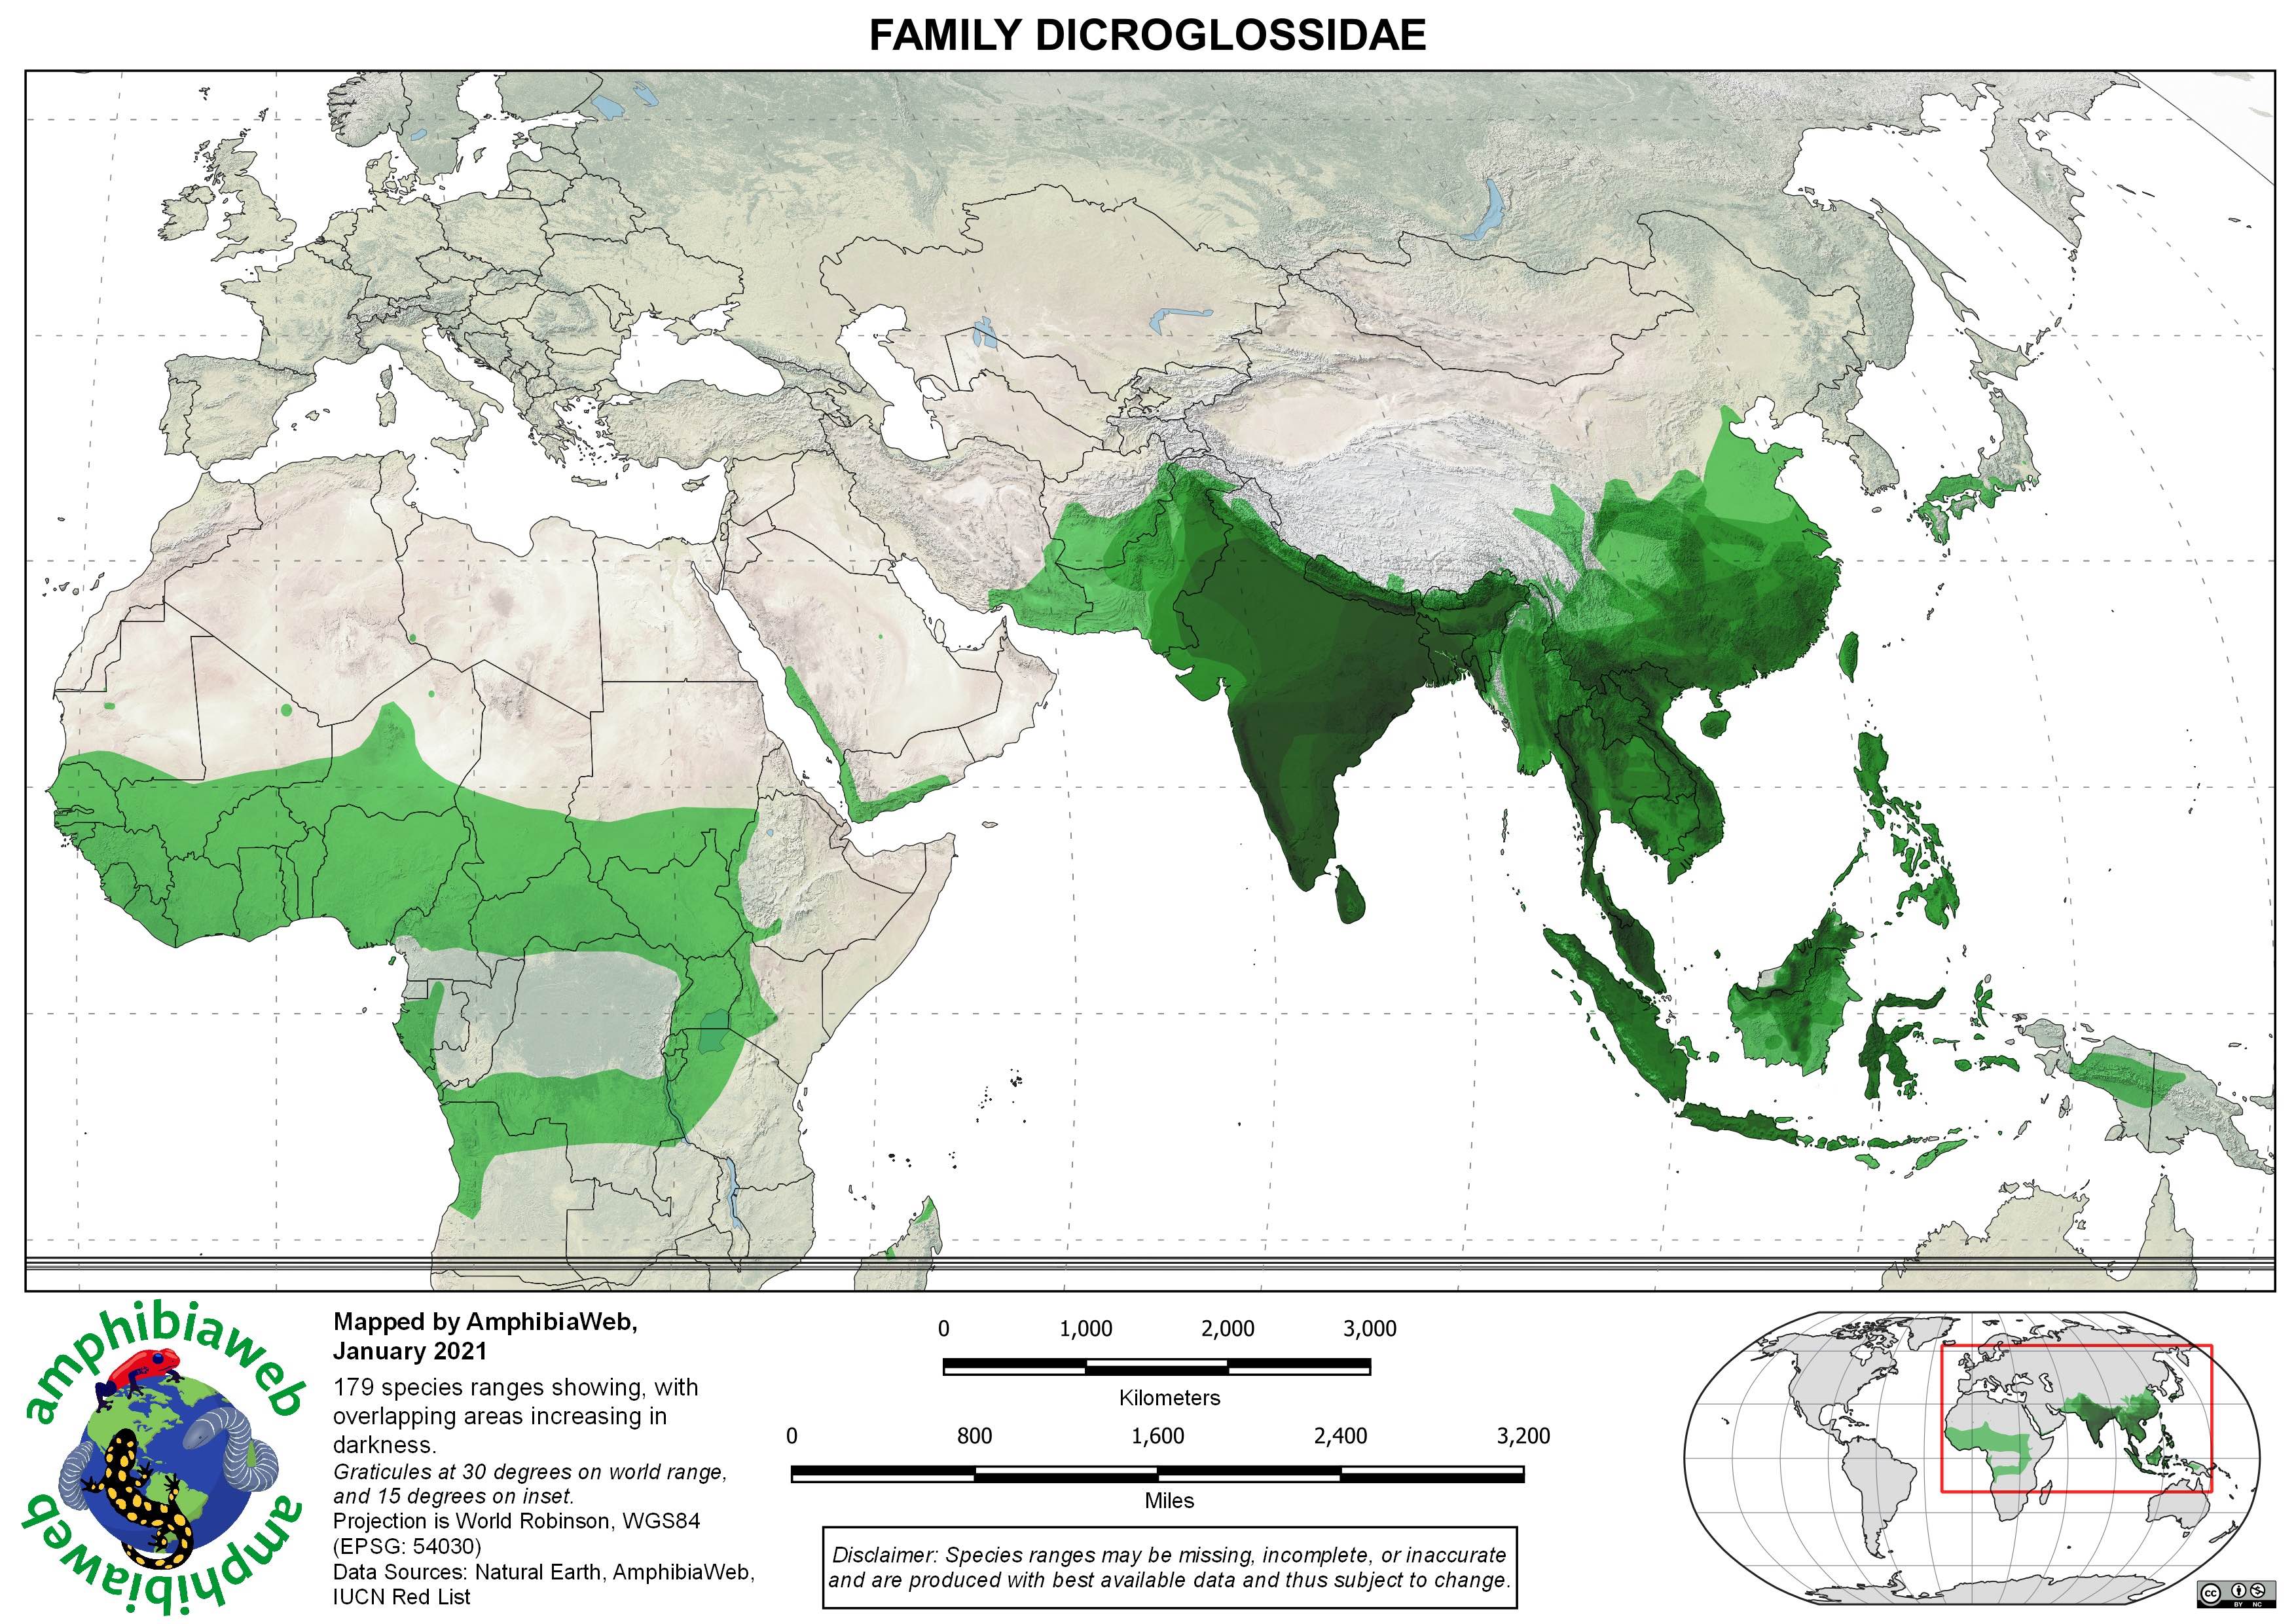 FAMILY DICROGLOSSIDAE
amphibiaweb
amphibiaweb
Mapped by AmphibiaWeb,
January 2021
179 species ranges showing, with
overlapping areas increasing in
darkness.
Graticules at 30 degrees on world range,
and 15 degrees on inset.
Projection is World Robinson, WGS84
(EPSG: 54030)
Data Sources: Natural Earth, AmphibiaWeb,
IUCN Red List
0 1,000 2,000 3,000
Kilometers
0 800 1,600 2,400 3,200
Miles
Disclaimer: Species ranges may be missing, incomplete, or inaccurate
and are produced with best available data and thus subject to change.
cc
BY NC